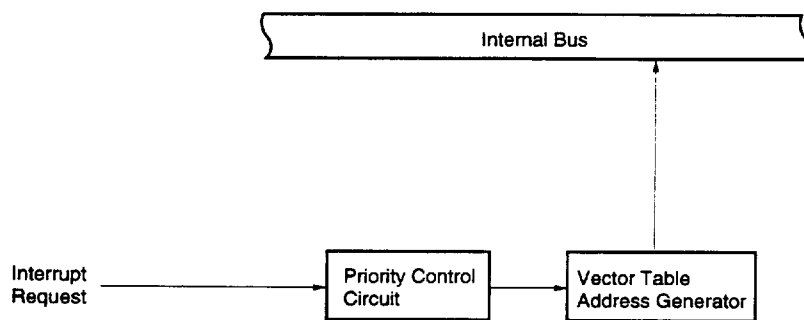 Internal Bus
Interrupt
Request
Priority Control
Circuit
Vector Table
Address Generator